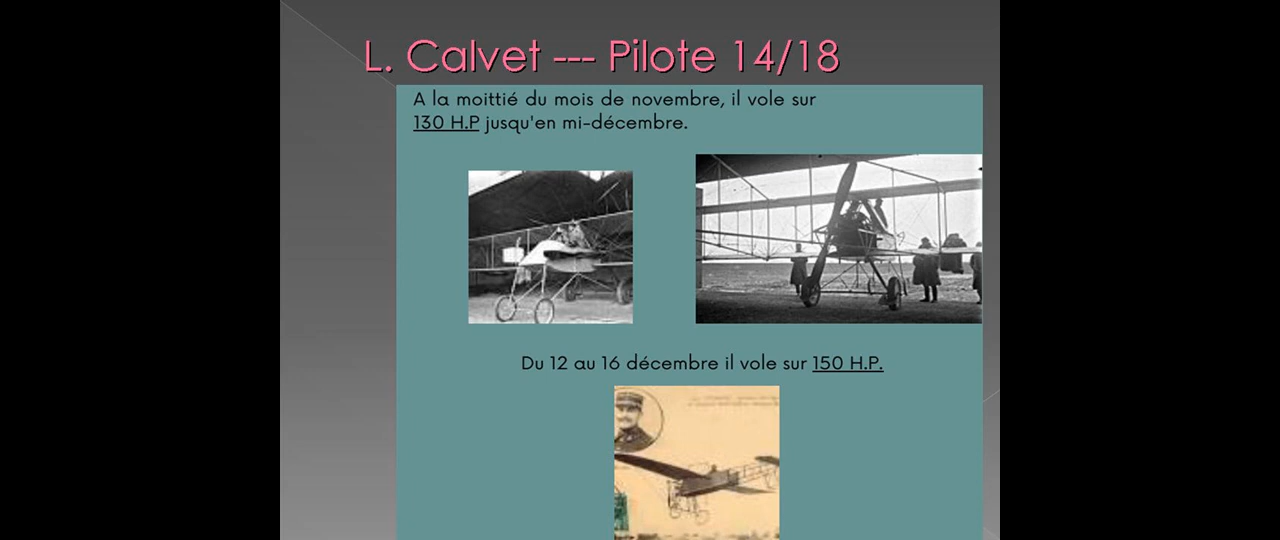 L. Calvet --- Pilote 14/18
A la moittié du mois de novembre, il vole sur
130 H.P jusqu'en mi-décembre.
Du 12 au 16 décembre il vole sur 150 H.P.